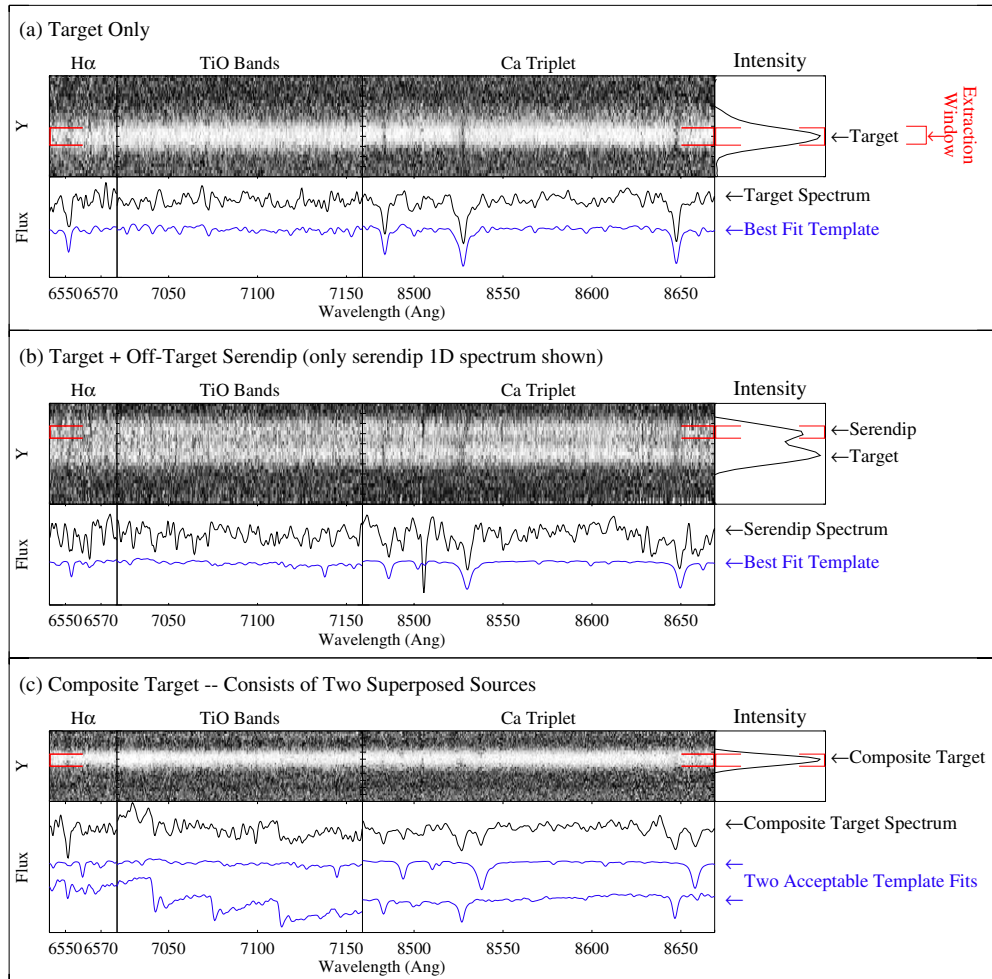 (a) Target Only
Hα TiO Bands Ca Triplet Intensity
Y
←Target
Extraction
Window
Flux
←Target Spectrum
←Best Fit Template
6550 6570 7050 7100 7150 8500 8550 8600 8650
Wavelength (Ang)
(b) Target + Off-Target Serendip (only serendip 1D spectrum shown)
Hα TiO Bands Ca Triplet Intensity
Y
←Serendip
←Target
Flux
←Serendip Spectrum
←Best Fit Template
6550 6570 7050 7100 7150 8500 8550 8600 8650
Wavelength (Ang)
(c) Composite Target -- Consists of Two Superposed Sources
Hα TiO Bands Ca Triplet Intensity
Y
←Composite Target
Flux
←Composite Target Spectrum
←
Two Acceptable Template Fits
←
6550 6570 7050 7100 7150 8500 8550 8600 8650
Wavelength (Ang)